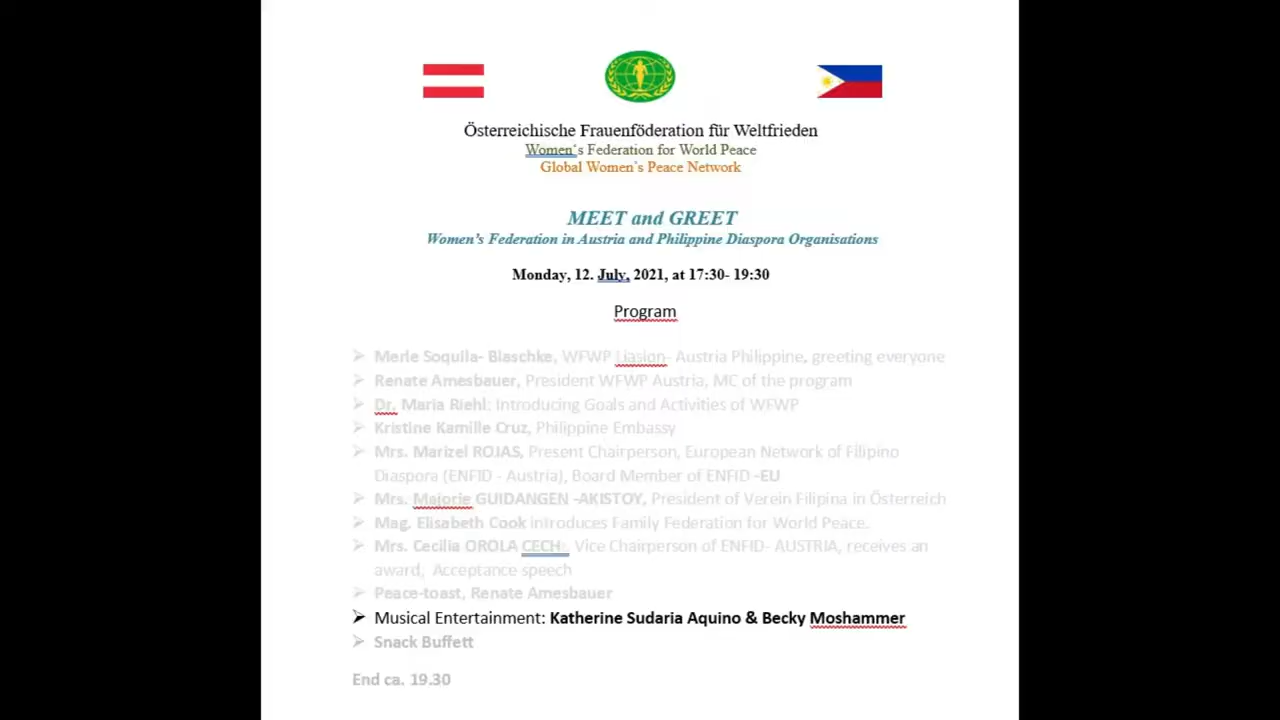 Österreichische Frauenföderation für Weltfrieden
Women´s Federation for World Peace
Global Women´s Peace Network
MEET and GREET
Women’s Federation in Austria and Philippine Diaspora Organisations
Monday, 12. July, 2021, at 17:30- 19:30
Program
➢ Merle Soquila- Blaschke, WFWP Liasion- Austria Philippine, greeting everyone
➢ Renate Amesbauer, President WFWP Austria, MC of the program
➢ Dr. Maria Riehl: Introducing Goals and Activities of WFWP
➢ Kristine Kamille Cruz, Philippine Embassy
➢ Mrs. Marizel ROJAS, Present Chairperson, European Network of Filipino
Diaspora (ENFID - Austria), Board Member of ENFID -EU
➢ Mrs. Majorie GUIDANGEN -AKISTOY, President of Verein Filipina in Österreich
➢ Mag. Elisabeth Cook introduces Family Federation for World Peace.
➢ Mrs. Cecilia OROLA CECH, Vice Chairperson of ENFID- AUSTRIA, receives an
award, Acceptance speech
➢ Peace-toast, Renate Amesbauer
➢ Musical Entertainment: Katherine Sudaria Aquino & Becky Moshammer
➢ Snack Buffett
End ca. 19.30